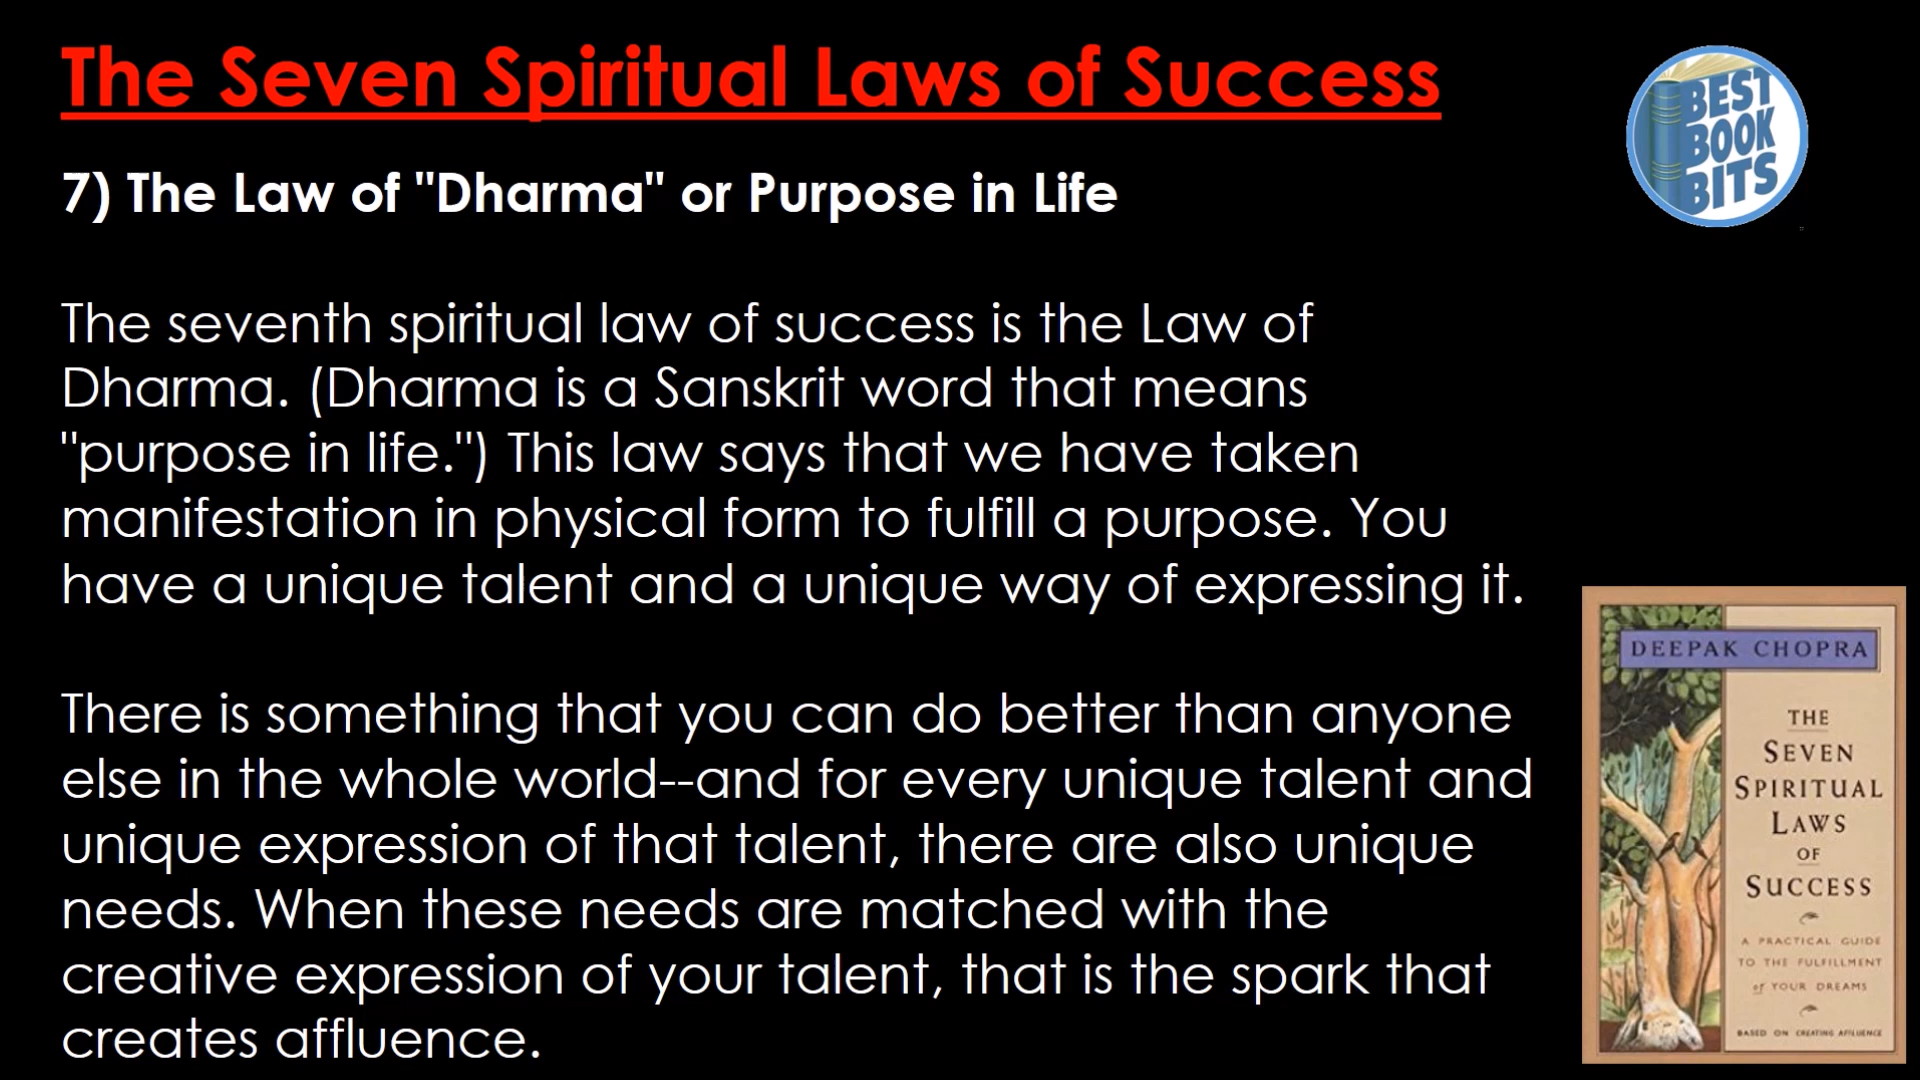 The Seven Spiritual Laws of Success
BEST
BOOK
BITS
7) The Law of "Dharma" or Purpose in Life
The seventh spiritual law of success is the Law of
Dharma. (Dharma is a Sanskrit word that means
"purpose in life.") This law says that we have taken
manifestation in physical form to fulfill a purpose. You
have a unique talent and a unique way of expressing it.
There is something that you can do better than anyone
else in the whole world--and for every unique talent and
unique expression of that talent, there are also unique
needs. When these needs are matched with the
creative expression of your talent, that is the spark that
creates affluence.
DEEPAK CHOPRA
THE
SEVEN
SPIRITUAL
LAWS
OF
SUCCESS
A PRACTICAL GUIDE
TO THE FULFILLMENT
of YOUR DREAMS
BASED ON CREATING AFFLUENCE